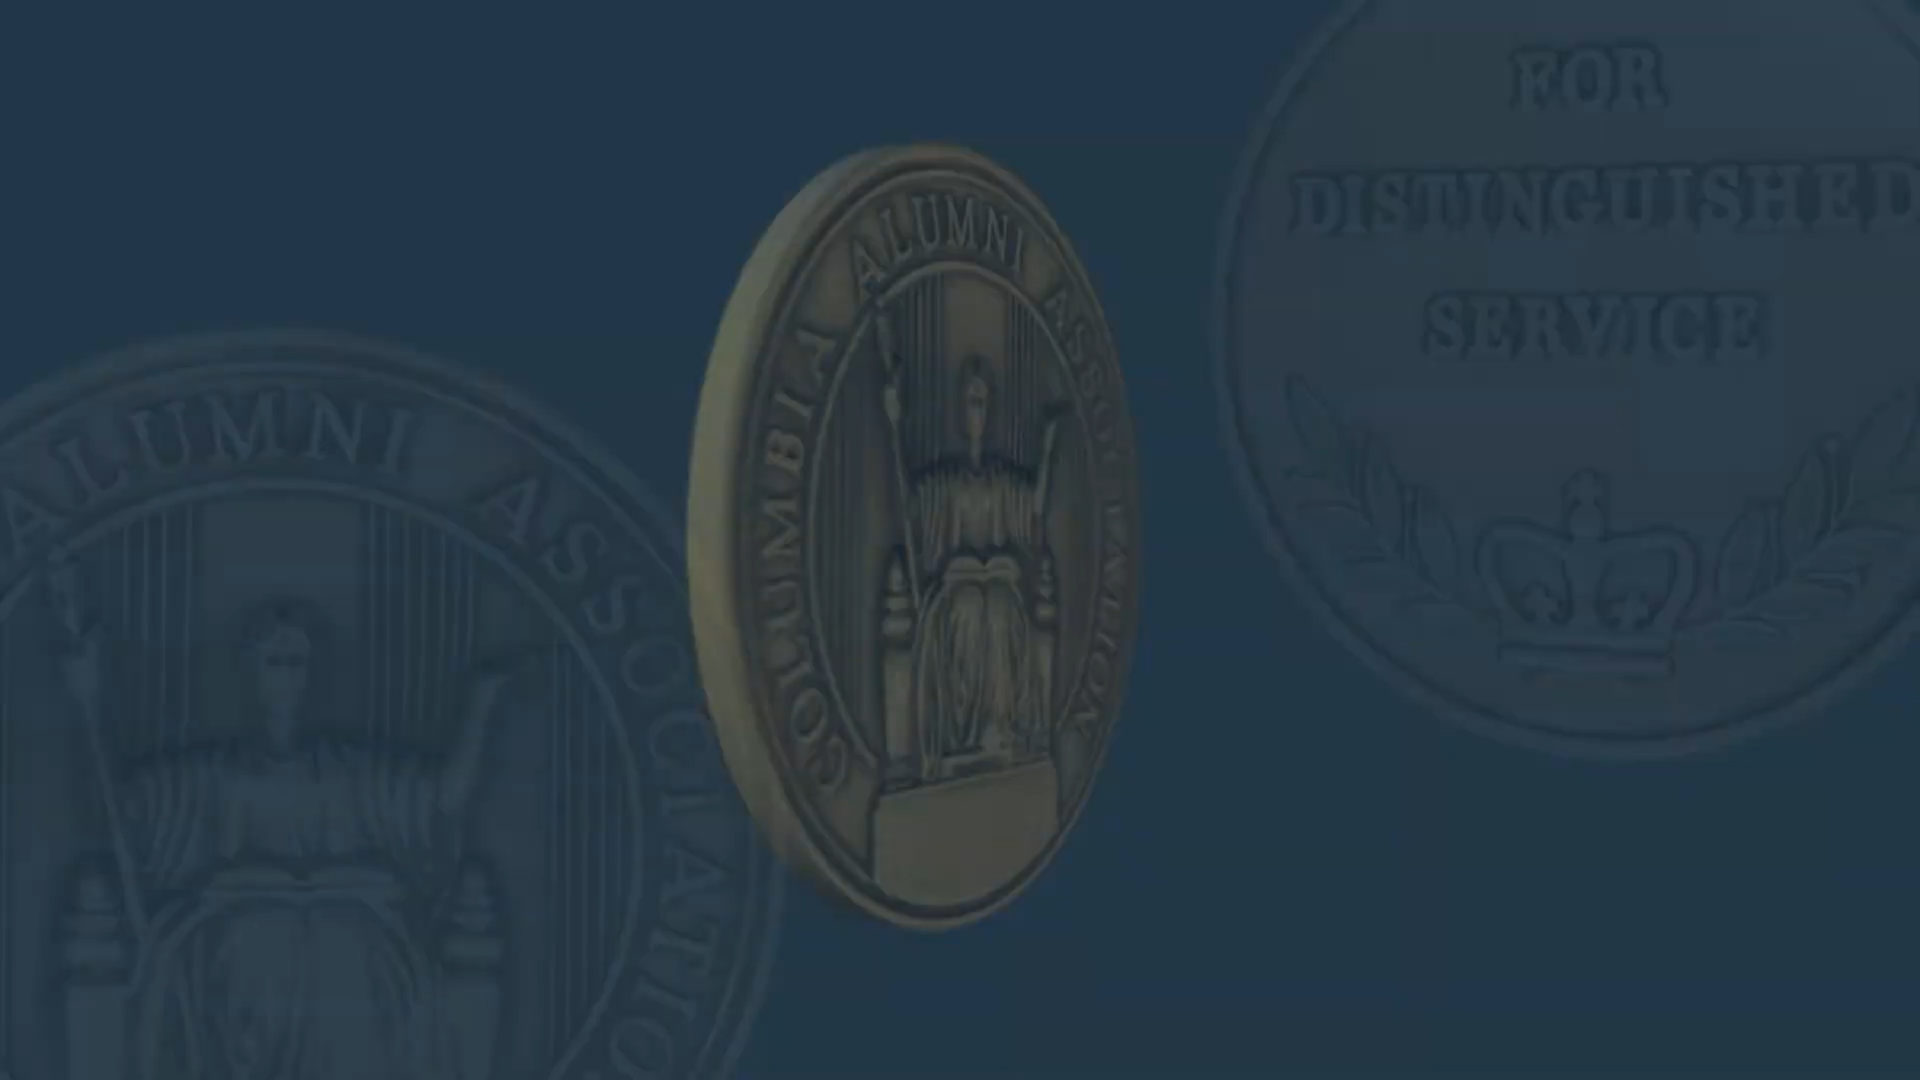 FOR
DISTINGUISHED
SERVICE
COLUMBIA ALUMNI ASSOCIATION
ALUMNI ASSOCIATIO